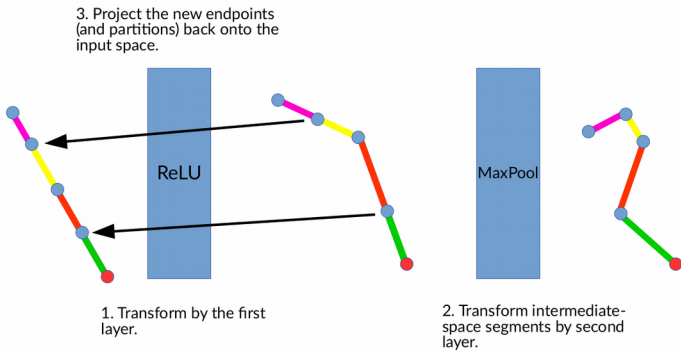 3. Project the new endpoints
(and partitions) back onto the
input space.
ReLU
MaxPool
1. Transform by the first
layer.
2. Transform intermediate-
space segments by second
layer.